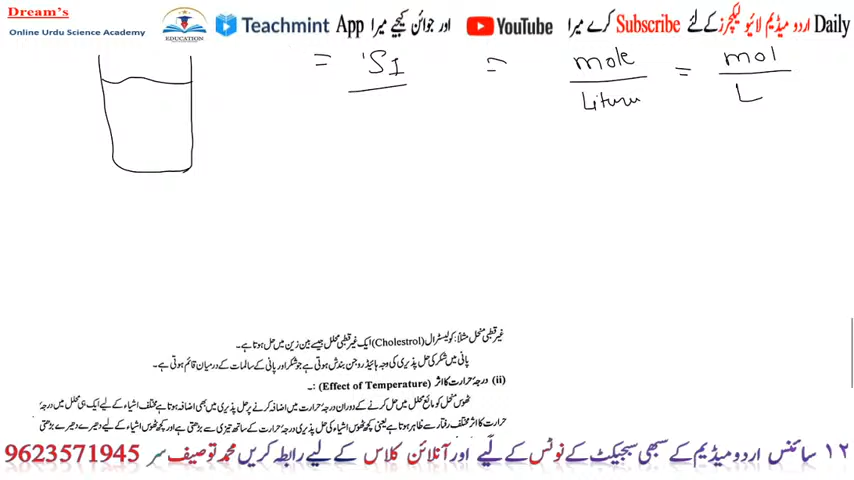 Dream's
Online Urdu Science Academy
EDUCATION
Teachmint App اور جوائن کیجیے میرا
YouTube کرے میرا Subscribe اردو میڈیم لائیو لیکچرز کے لئے Daily
= 'SI = mole = mol
L
غیر قطبی منحل مثلاً: کولیسٹرال (Cholestrol) ایک غیر قطبی محلل جیسے بین زین میں حل ہوتا ہے۔
پانی میں شکر کی حل پذیری کی وجہ ہائیڈروجن بندش ہوتی ہے جو شکر اور پانی کے سالمات کے درمیان قائم ہوتی ہے۔
(ii) درجۂ حرارت کا اثر (Effect of Temperature) :۔
ٹھوس منحل کو مائع محلل میں حل کرنے کے دوران درجۂ حرارت میں اضافہ کرنے پر حل پذیری میں بھی اضافہ ہوتا ہے مختلف اشیاء کے لیے ایک ہی محلل میں درجۂ
حرارت کا اثر مختلف رفتار سے ظاہر ہوتا ہے یعنی کچھ ٹھوس اشیاء کی حل پذیری درجۂ حرارت کے ساتھ تیزی سے بڑھتی ہے اور کچھ ٹھوس اشیاء کے لیے دھیرے دھیرے بڑھتی
۱۲ سائنس اردو میڈیم کے سبھی سبجیکٹ کے نوٹس کے لیے اور آنلائن کلاس کے لیے رابطہ کریں محمد توصیف سر 9623571945